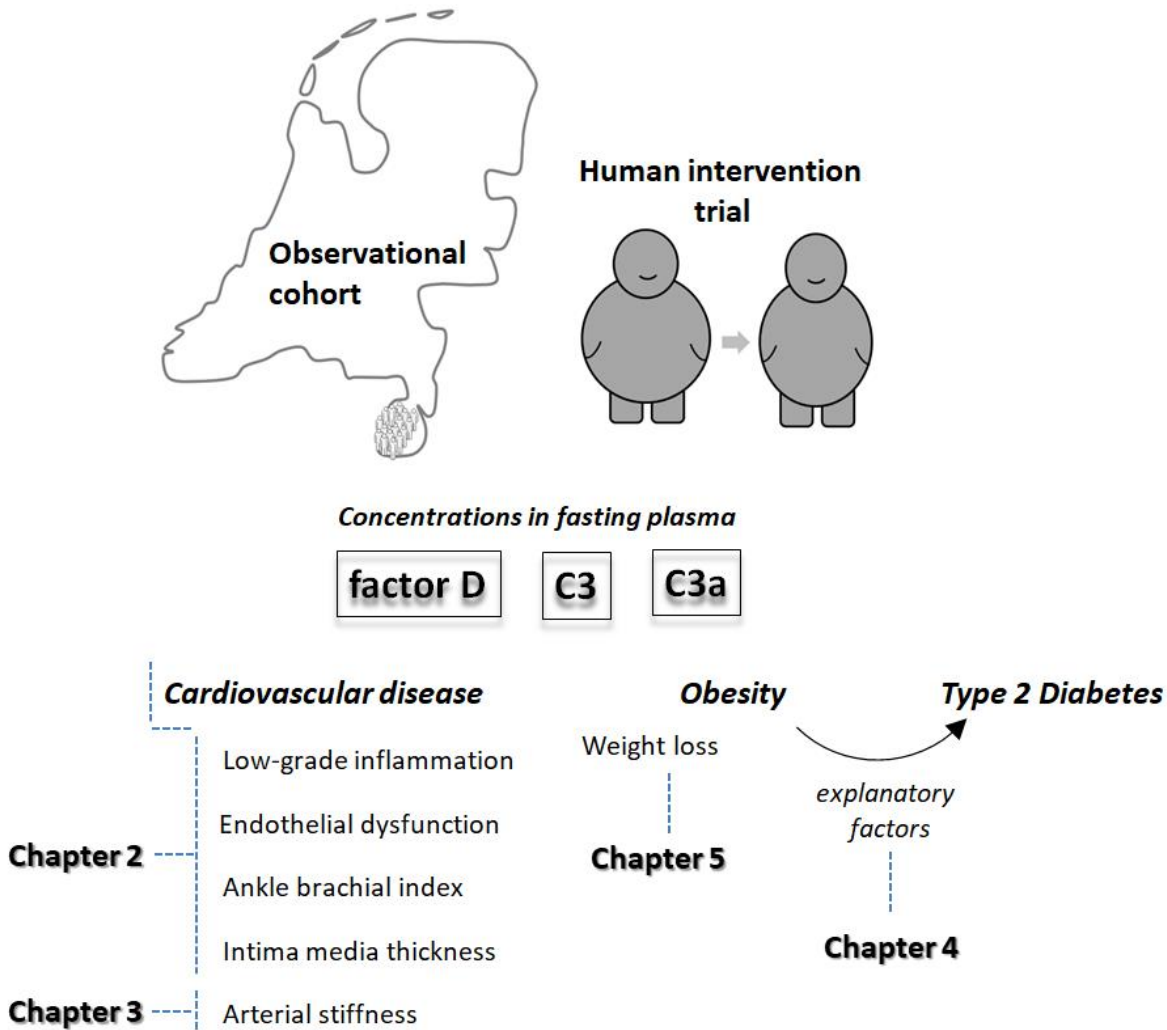 Human intervention
trial
Observational
cohort
Concentrations in fasting plasma
factor D
C3
C3a
Cardiovascular disease
Low-grade inflammation
Endothelial dysfunction
Chapter 2
Ankle brachial index
Intima media thickness
Chapter 3
Arterial stiffness
Obesity
Type 2 Diabetes
Weight loss
explanatory
factors
Chapter 5
Chapter 4